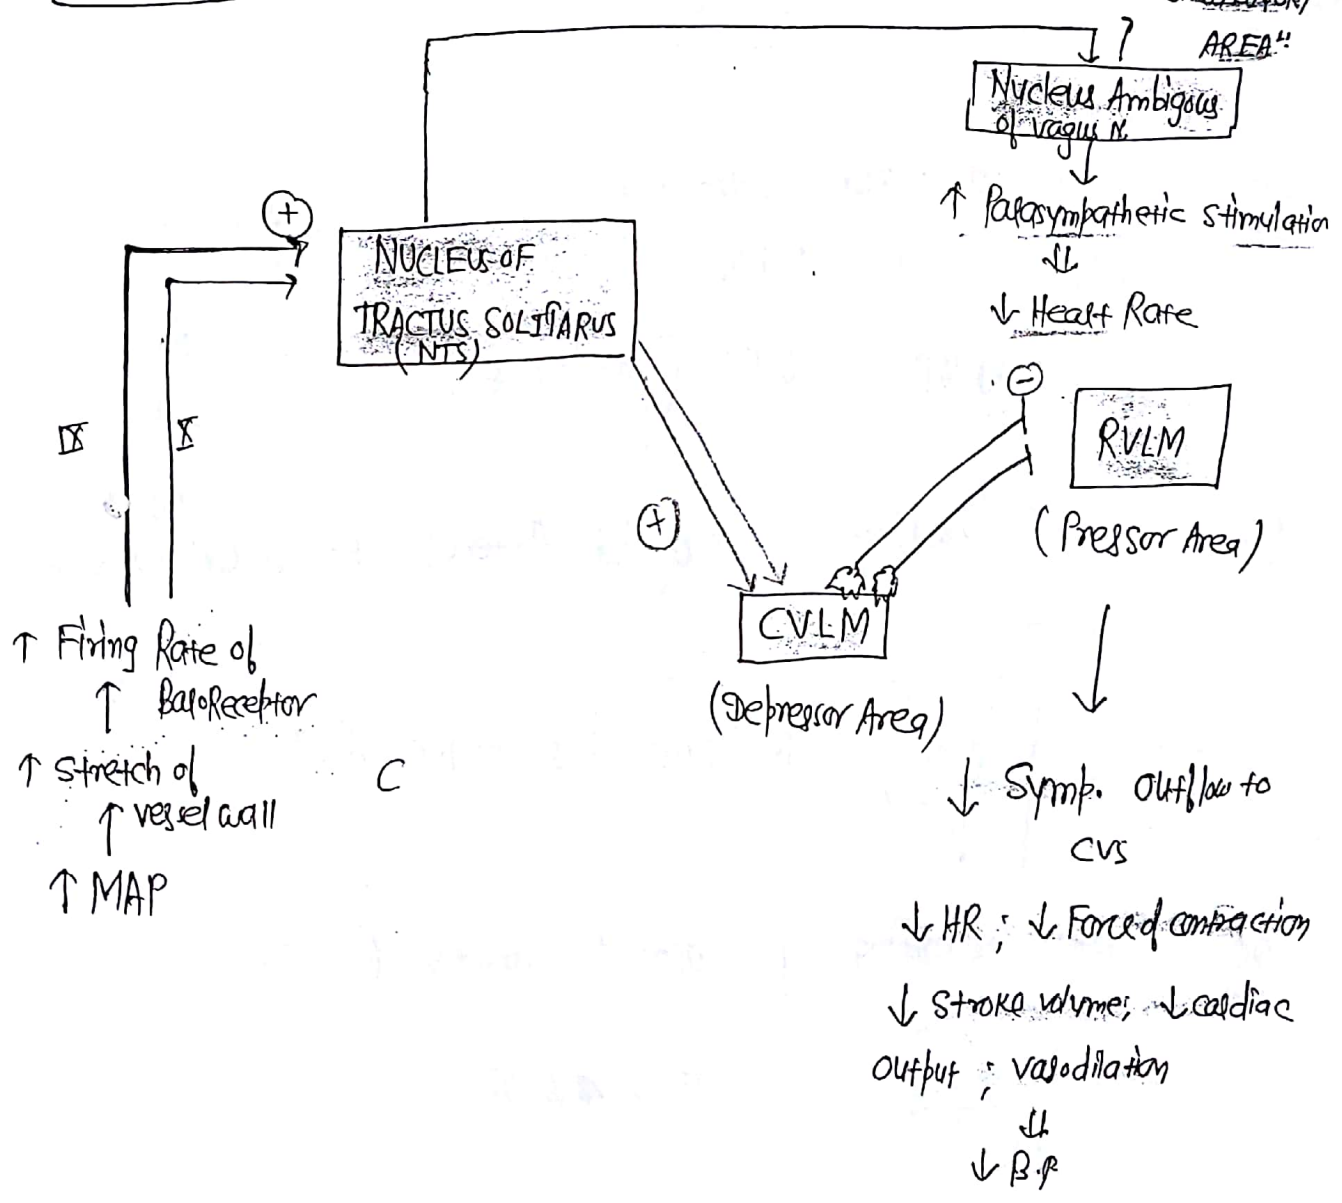 AREA"
Nucleus Ambigous
of vagus N.
↑ Parasympathetic stimulation
⇓
↓ Heart Rate
+
NUCLEUS OF
TRACTUS SOLITARUS
(NTS)
IX
X
−
RVLM
(Pressor Area)
+
CVLM
(Depressor Area)
↑ Firing Rate of
↑ BaroReceptor
↑ Stretch of
↑ vessel wall
↑ MAP
C
↓ Symp. outflow to
CVS
↓ HR ; ↓ Force of contraction
↓ Stroke volume; ↓ cardiac
output ; vasodilation
⇓
↓ B.P